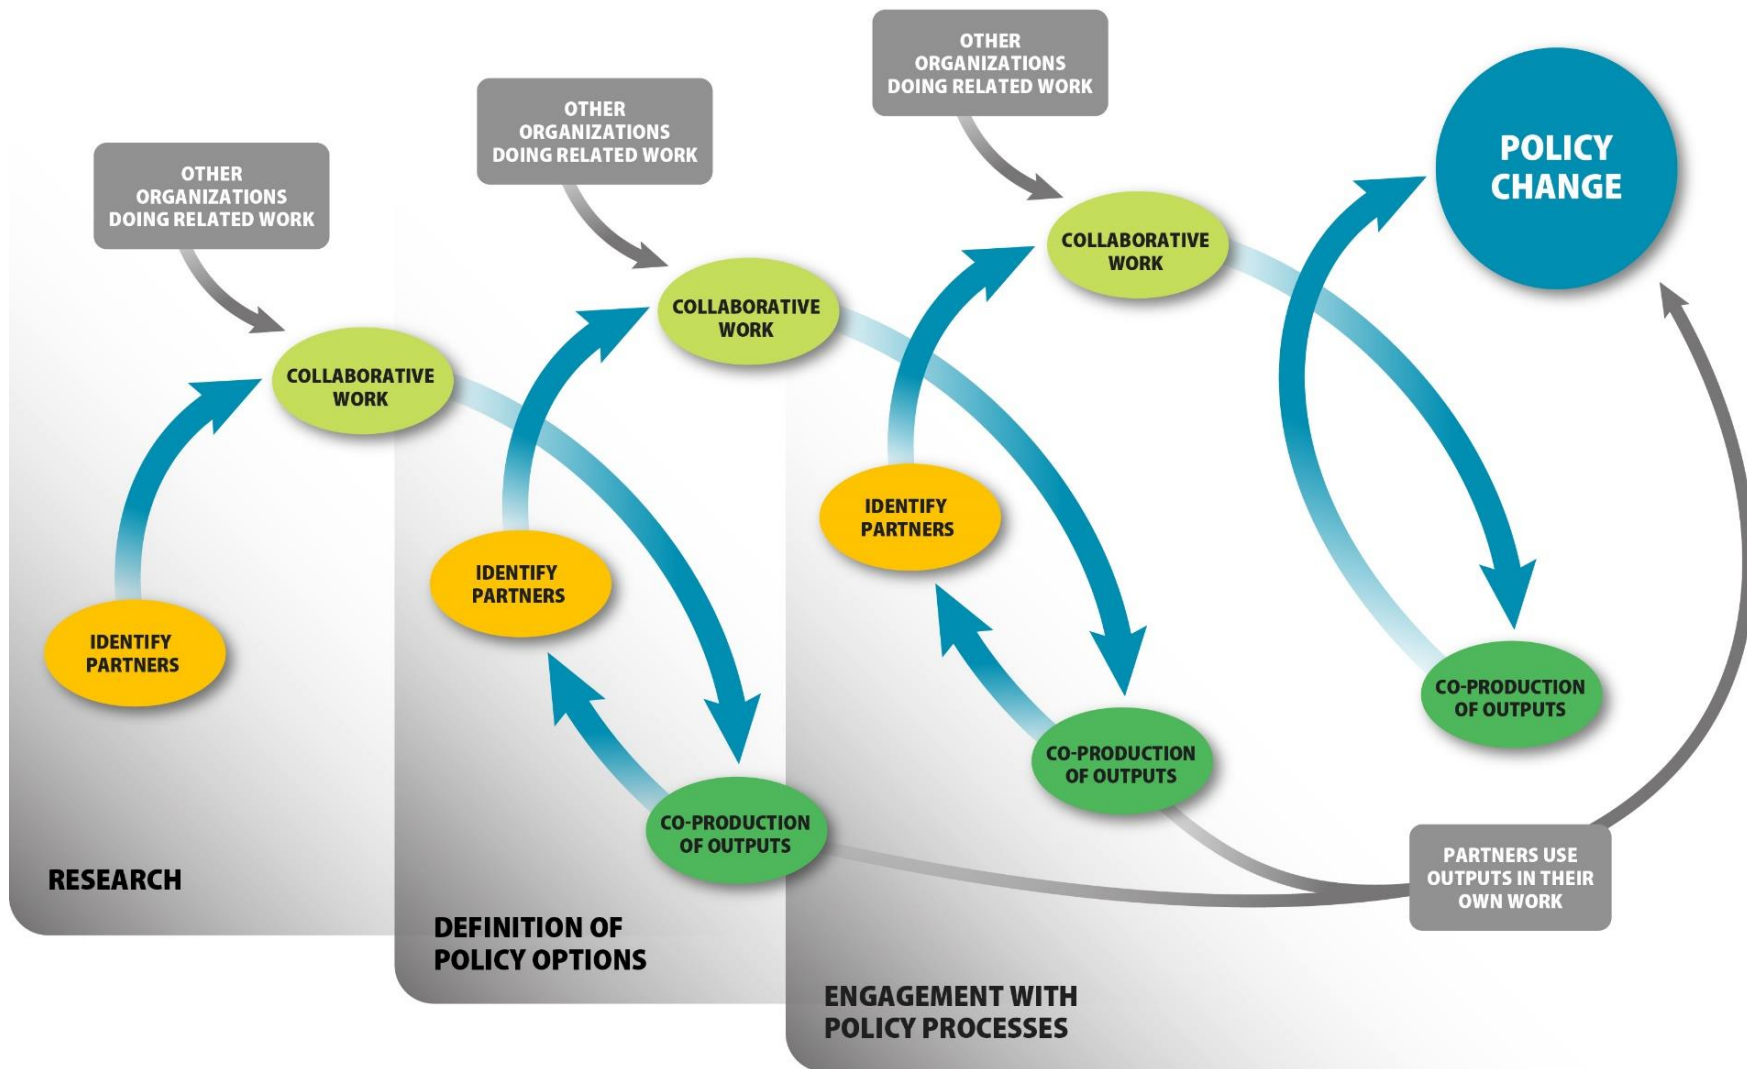 OTHER
ORGANIZATIONS
DOING RELATED WORK
COLLABORATIVE
WORK
IDENTIFY
PARTNERS
RESEARCH
OTHER
ORGANIZATIONS
DOING RELATED WORK
COLLABORATIVE
WORK
IDENTIFY
PARTNERS
CO-PRODUCTION
OF OUTPUTS
DEFINITION OF
POLICY OPTIONS
OTHER
ORGANIZATIONS
DOING RELATED WORK
COLLABORATIVE
WORK
IDENTIFY
PARTNERS
CO-PRODUCTION
OF OUTPUTS
ENGAGEMENT WITH
POLICY PROCESSES
POLICY
CHANGE
CO-PRODUCTION
OF OUTPUTS
PARTNERS USE
OUTPUTS IN THEIR
OWN WORK